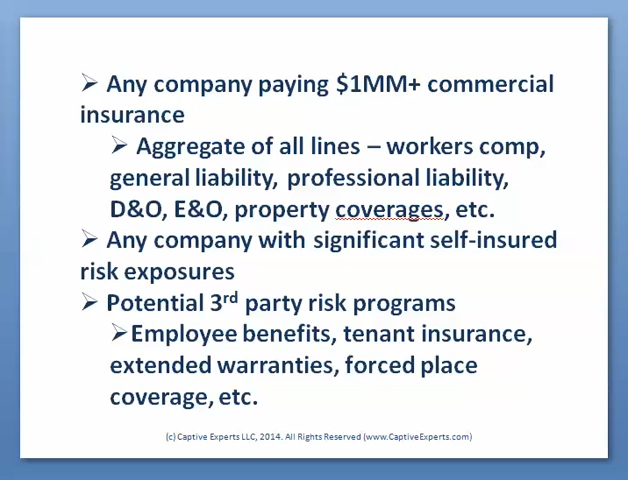 ➢ Any company paying $1MM+ commercial
insurance
➢ Aggregate of all lines – workers comp,
general liability, professional liability,
D&O, E&O, property coverages, etc.
➢ Any company with significant self-insured
risk exposures
➢ Potential 3rd party risk programs
➢Employee benefits, tenant insurance,
extended warranties, forced place
coverage, etc.
(c) Captive Experts LLC, 2014. All Rights Reserved (www.CaptiveExperts.com)